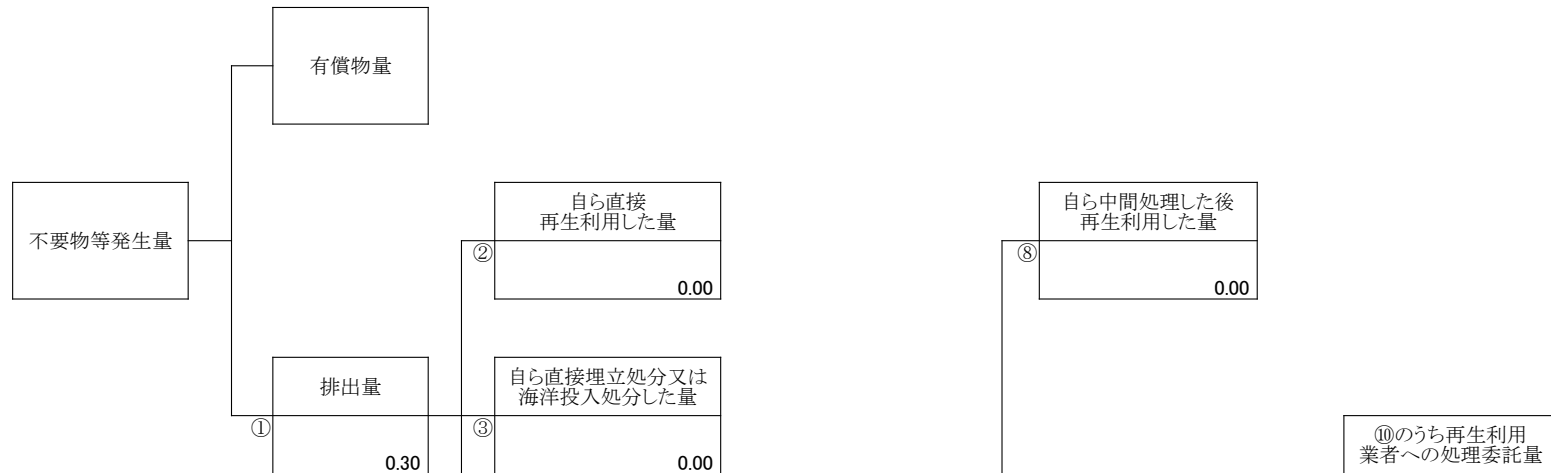 有償物量
不要物等発生量
自ら直接
再生利用した量
②
0.00
自ら中間処理した後
再生利用した量
⑧
0.00
排出量
①
0.30
自ら直接埋立処分又は
海洋投入処分した量
③
0.00
⑩のうち再生利用
業者への処理委託量